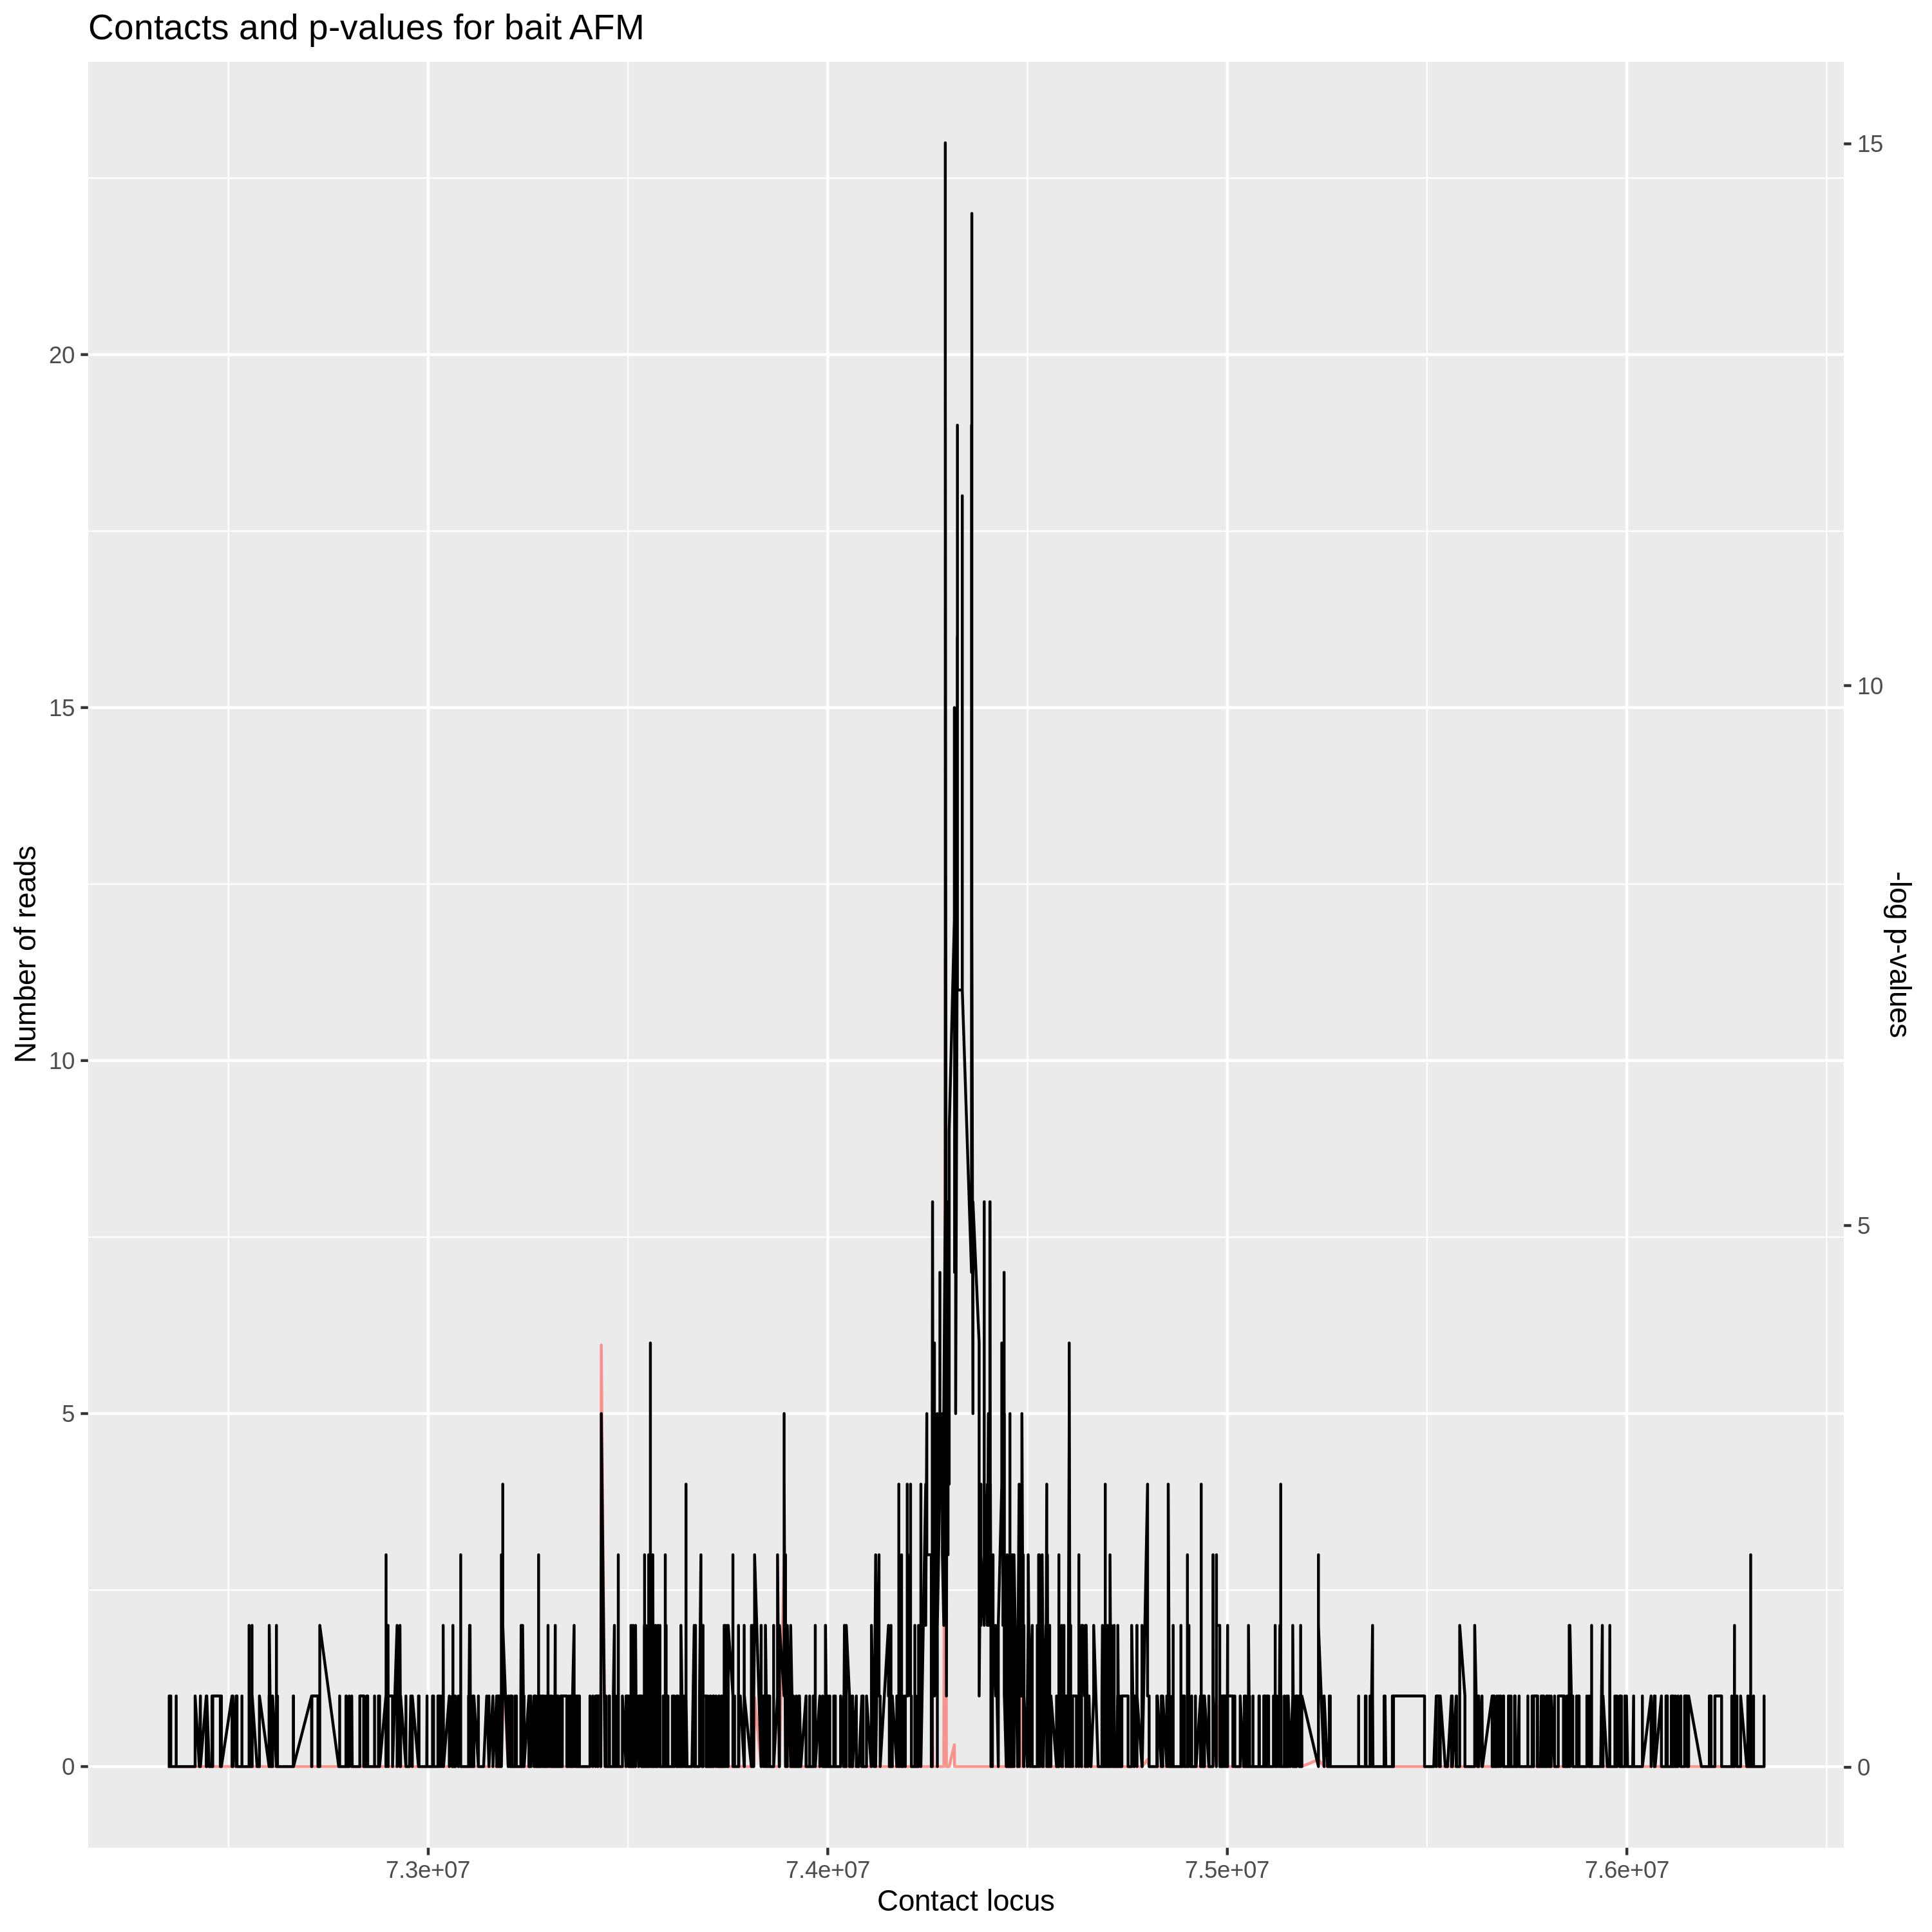 Contacts and p-values for bait AFM
Number of reads
20
15
10
5
0
15
10
5
0
-log p-values
7.3e+07 7.4e+07 7.5e+07 7.6e+07
Contact locus